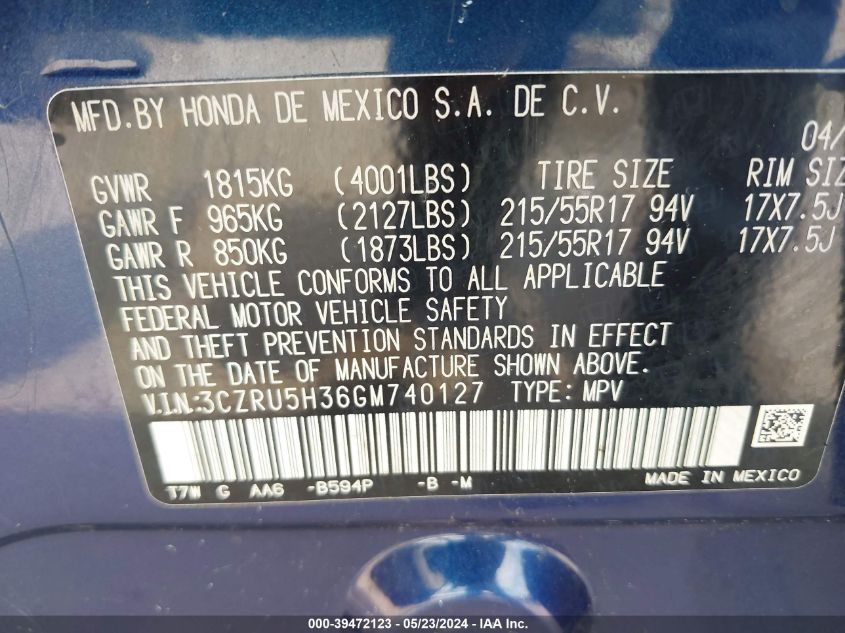 MFD.BY HONDA DE MEXICO S.A. DE C.V.
04/
GVWR 1815KG (4001LBS) TIRE SIZE RIM SIZ
GAWR F 965KG (2127LBS) 215/55R17 94V 17X7.5J
GAWR R 850KG (1873LBS) 215/55R17 94V 17X7.5J
THIS VEHICLE CONFORMS TO ALL APPLICABLE
FEDERAL MOTOR VEHICLE SAFETY
AND THEFT PREVENTION STANDARDS IN EFFECT
ON THE DATE OF MANUFACTURE SHOWN ABOVE.
V.I.N.:3CZRU5H36GM740127 TYPE: MPV
T7W G AA6 -B594P -B -M MADE IN MEXICO
000-39472123 - 05/23/2024 - IAA Inc.